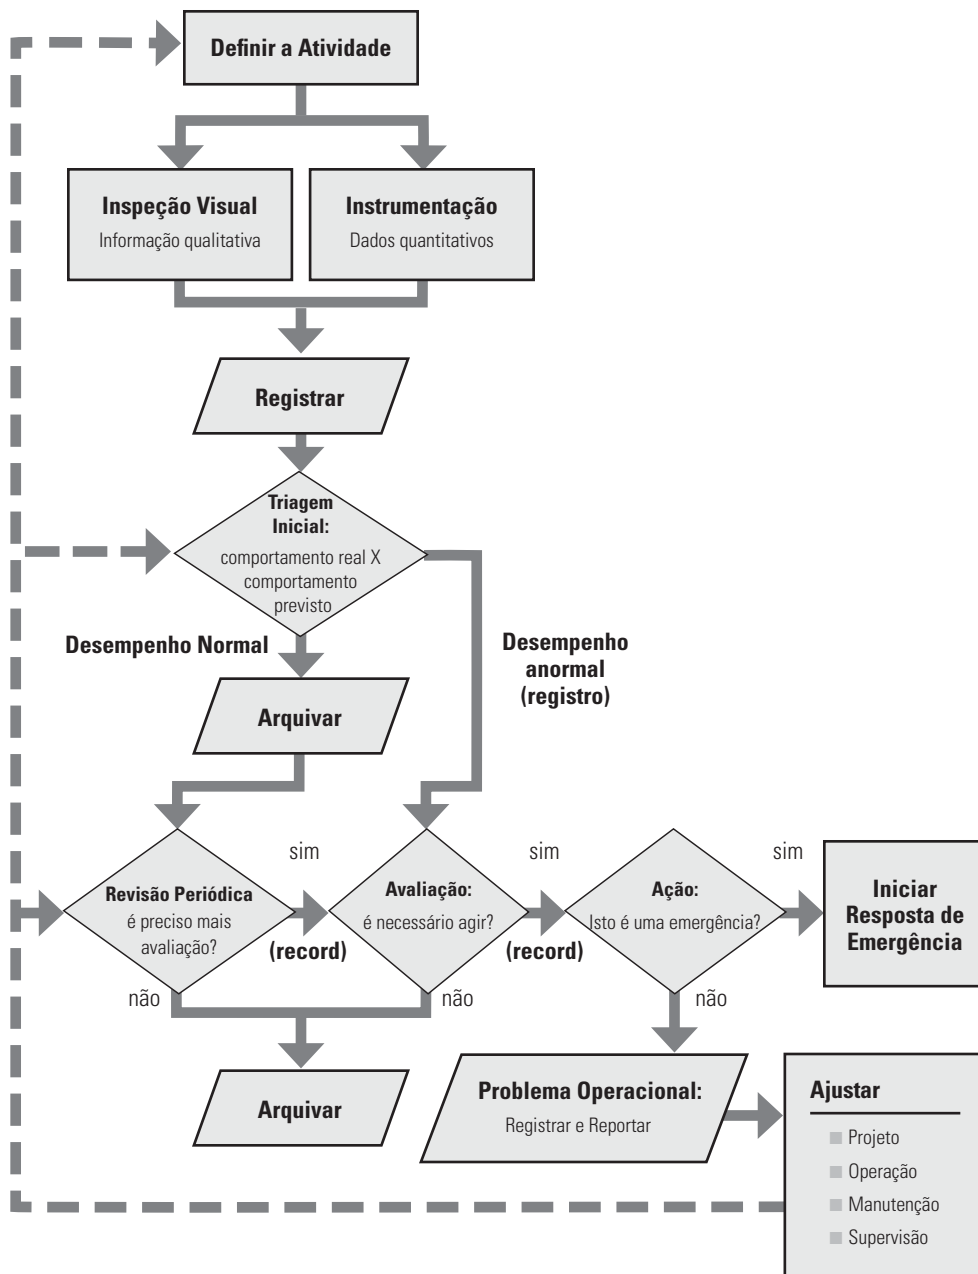 Definir a Atividade
Inspeção Visual
Informação qualitativa
Instrumentação
Dados quantitativos
Registrar
Triagem
Inicial:
comportamento real X
comportamento
previsto
Desempenho Normal
Desempenho
anormal
(registro)
Arquivar
Revisão Periódica
é preciso mais
avaliação?
sim
(record)
não
Avaliação:
é necessário agir?
sim
(record)
não
Ação:
Isto é uma emergência?
sim
não
Iniciar
Resposta de
Emergência
Arquivar
Problema Operacional:
Registrar e Reportar
Ajustar
Projeto
Operação
Manutenção
Supervisão